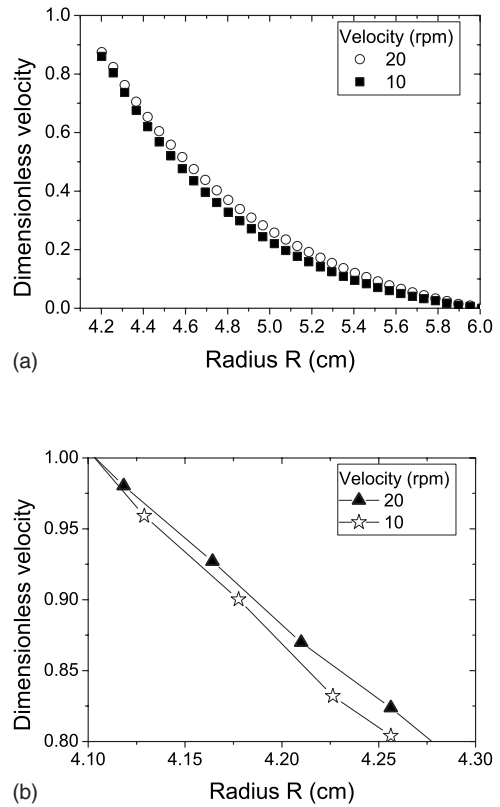 1.0
0.8
0.6
0.4
0.2
0.0
Dimensionless velocity
Velocity (rpm)
20
10
4.2 4.4 4.6 4.8 5.0 5.2 5.4 5.6 5.8 6.0
Radius R (cm)
(a)
1.00
0.95
0.90
0.85
0.80
Dimensionless velocity
Velocity (rpm)
20
10
4.10 4.15 4.20 4.25 4.30
Radius R (cm)
(b)